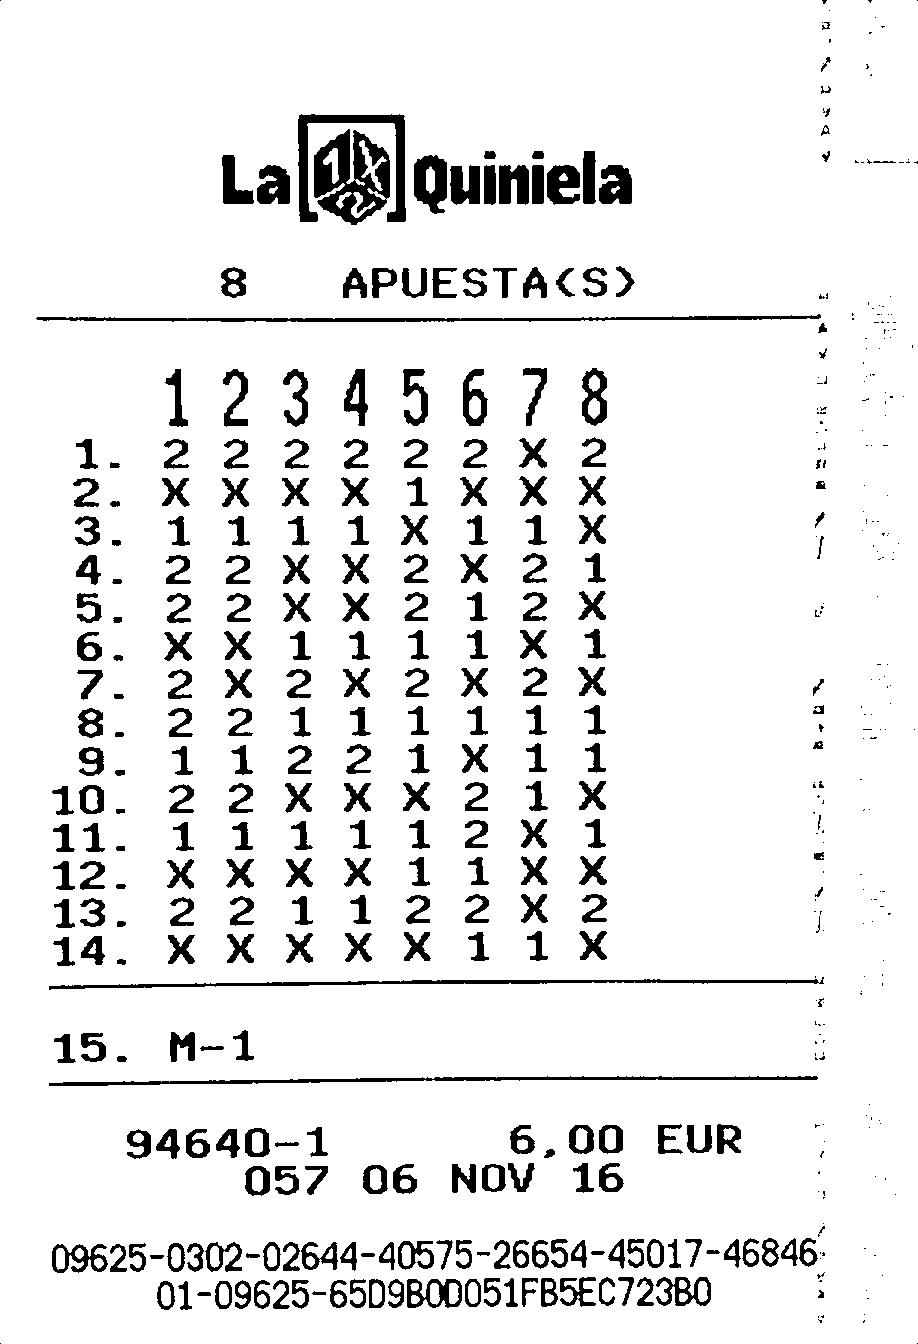 La 1X2 Quiniela
8 APUESTA(S)
1 2 3 4 5 6 7 8
1. 2 2 2 2 2 2 X 2
2. X X X X 1 X X X
3. 1 1 1 1 X 1 1 X
4. 2 2 X X 2 X 2 1
5. 2 2 X X 2 1 2 X
6. X X 1 1 1 1 X 1
7. 2 X 2 X 2 X 2 X
8. 2 2 1 1 1 1 1 1
9. 1 1 2 2 1 X 1 1
10. 2 2 X X X 2 1 X
11. 1 1 1 1 1 2 X 1
12. X X X X 1 1 X X
13. 2 2 1 1 2 2 X 2
14. X X X X X 1 1 X
15. M-1
94640-1 6,00 EUR
057 06 NOV 16
09625-0302-02644-40575-26654-45017-46846
01-09625-65D9B0D051FB5EC723B0